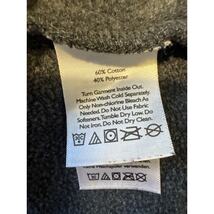 60% Cotton
40% Polyester
Turn Garment Inside Out.
Machine Wash Cold Separately.
Only Non-chlorine Bleach As
Needed. Do Not Use Fabric
Softeners. Tumble Dry Low. Do
Not Iron. Do Not Dry Clean.
verwenden.